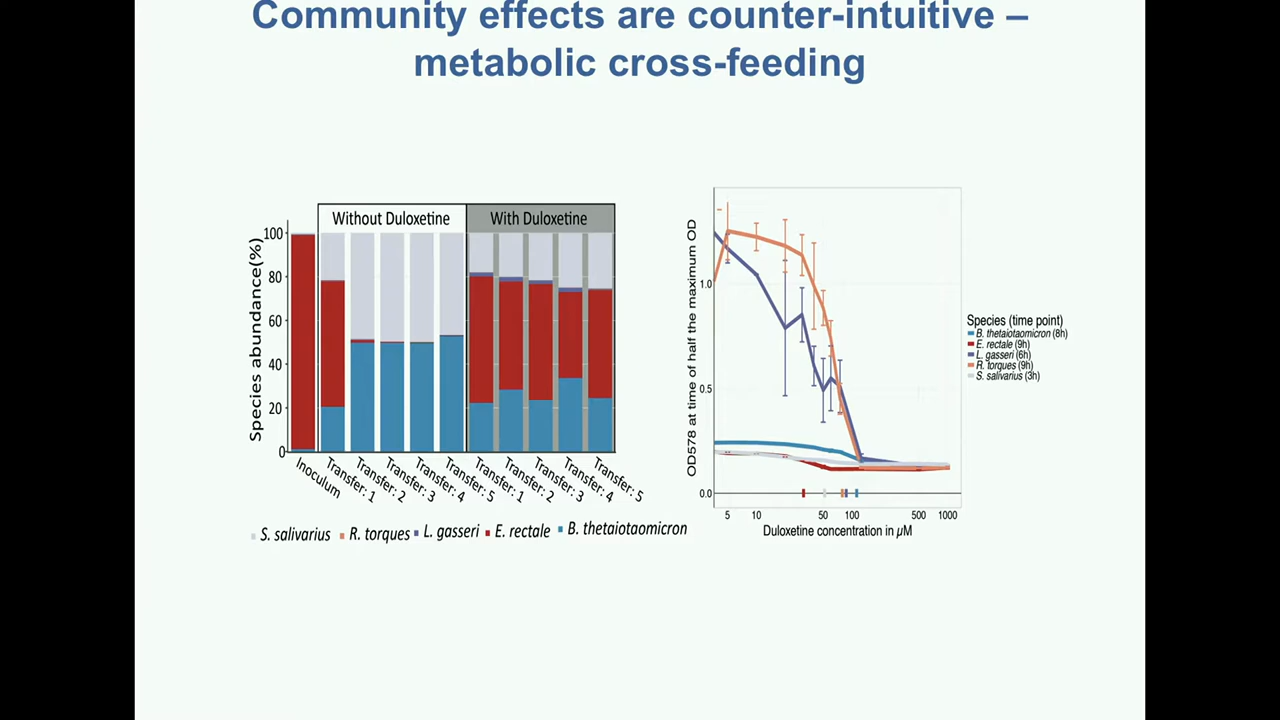 Community effects are counter-intuitive –
metabolic cross-feeding
Without Duloxetine
With Duloxetine
Species abundance(%)
100
80
60
40
20
0
Inoculum
Transfer: 1
Transfer: 2
Transfer: 3
Transfer: 4
Transfer: 5
Transfer: 1
Transfer: 2
Transfer: 3
Transfer: 4
Transfer: 5
S. salivarius R. torques L. gasseri E. rectale B. thetaiotaomicron
OD578 at time of half the maximum OD
1.0
0.5
0.0
5 10 50 100 500 1000
Duloxetine concentration in µM
Species (time point)
B. thetaiotaomicron (8h)
E. rectale (9h)
L. gasseri (6h)
R. torques (9h)
S. salivarius (3h)